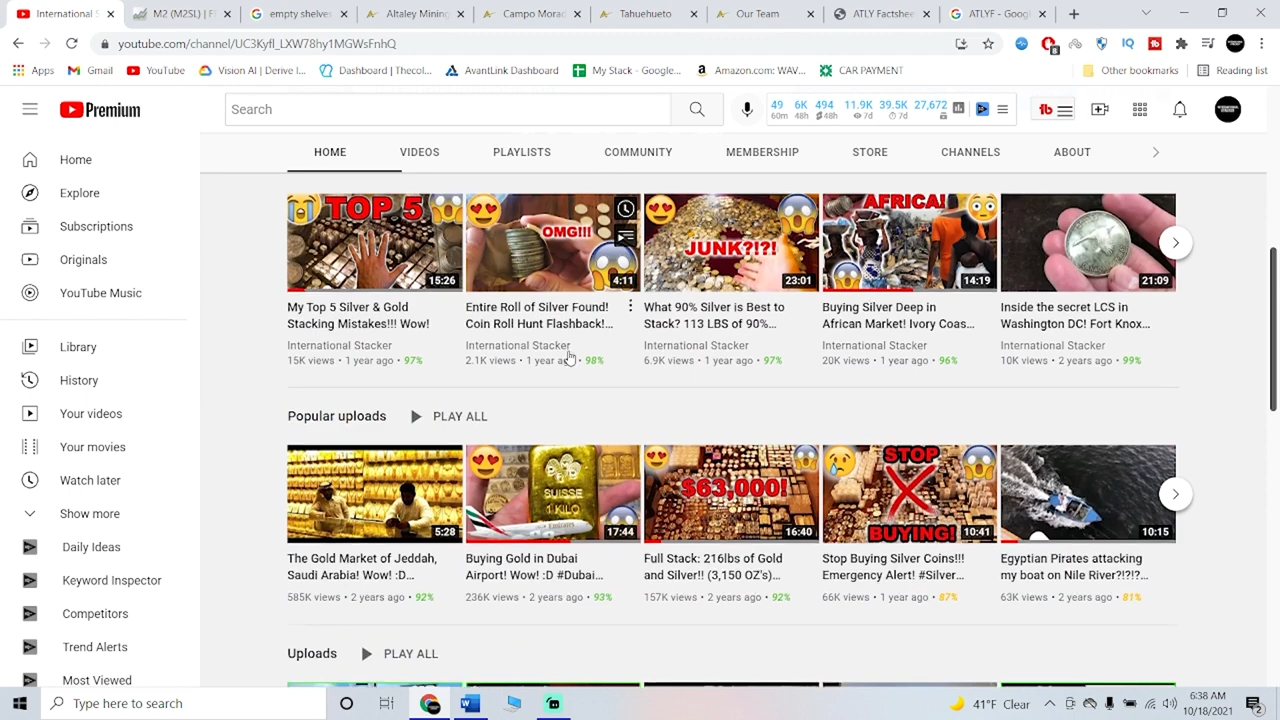 International S
M2 (M2SL) | F
empty shelves
Altaley Mining
Campo Morad
Tahuehueto
Our Team
ATLY Factshee
ATLYF - Goog
youtube.com/channel/UC3Kyfl_LXW78hy1MGWsFnhQ
8
Apps
Gmail
YouTube
Vision AI | Derive I...
Dashboard | Thecol...
AvantLink Dashboard
My Stack - Google...
Amazon.com: WAV...
CAR PAYMENT
Other bookmarks
Reading list
Premium
Search
49 6K 494 11.9K 39.5K 27,672
60m 48h 48h 7d 7d
tb
HOME
VIDEOS
PLAYLISTS
COMMUNITY
MEMBERSHIP
STORE
CHANNELS
ABOUT
Home
Explore
Subscriptions
Originals
YouTube Music
Library
History
Your videos
Your movies
Watch later
Show more
Daily Ideas
Keyword Inspector
Competitors
Trend Alerts
Most Viewed
TOP 5
15:26
My Top 5 Silver & Gold
Stacking Mistakes!!! Wow!
International Stacker
15K views • 1 year ago • 97%
OMG!!!
4:11
Entire Roll of Silver Found!
Coin Roll Hunt Flashback!...
International Stacker
2.1K views • 1 year ago • 98%
JUNK?!?!
23:01
What 90% Silver is Best to
Stack? 113 LBS of 90%...
International Stacker
6.9K views • 1 year ago • 97%
AFRICA!
14:19
Buying Silver Deep in
African Market! Ivory Coas...
International Stacker
20K views • 1 year ago • 96%
21:09
Inside the secret LCS in
Washington DC! Fort Knox...
International Stacker
10K views • 2 years ago • 99%
Popular uploads
PLAY ALL
5:28
The Gold Market of Jeddah,
Saudi Arabia! Wow! :D...
585K views • 2 years ago • 92%
SUISSE
1 KILO
Emirates
17:44
Buying Gold in Dubai
Airport! Wow! :D #Dubai...
236K views • 2 years ago • 93%
$63,000!
16:40
Full Stack: 216lbs of Gold
and Silver!! (3,150 OZ's)...
157K views • 2 years ago • 92%
STOP
BUYING!
10:41
Stop Buying Silver Coins!!!
Emergency Alert! #Silver...
66K views • 1 year ago • 87%
10:15
Egyptian Pirates attacking
my boat on Nile River?!?!?...
63K views • 2 years ago • 81%
Uploads
PLAY ALL
Type here to search
41°F Clear
6:38 AM
10/18/2021
2